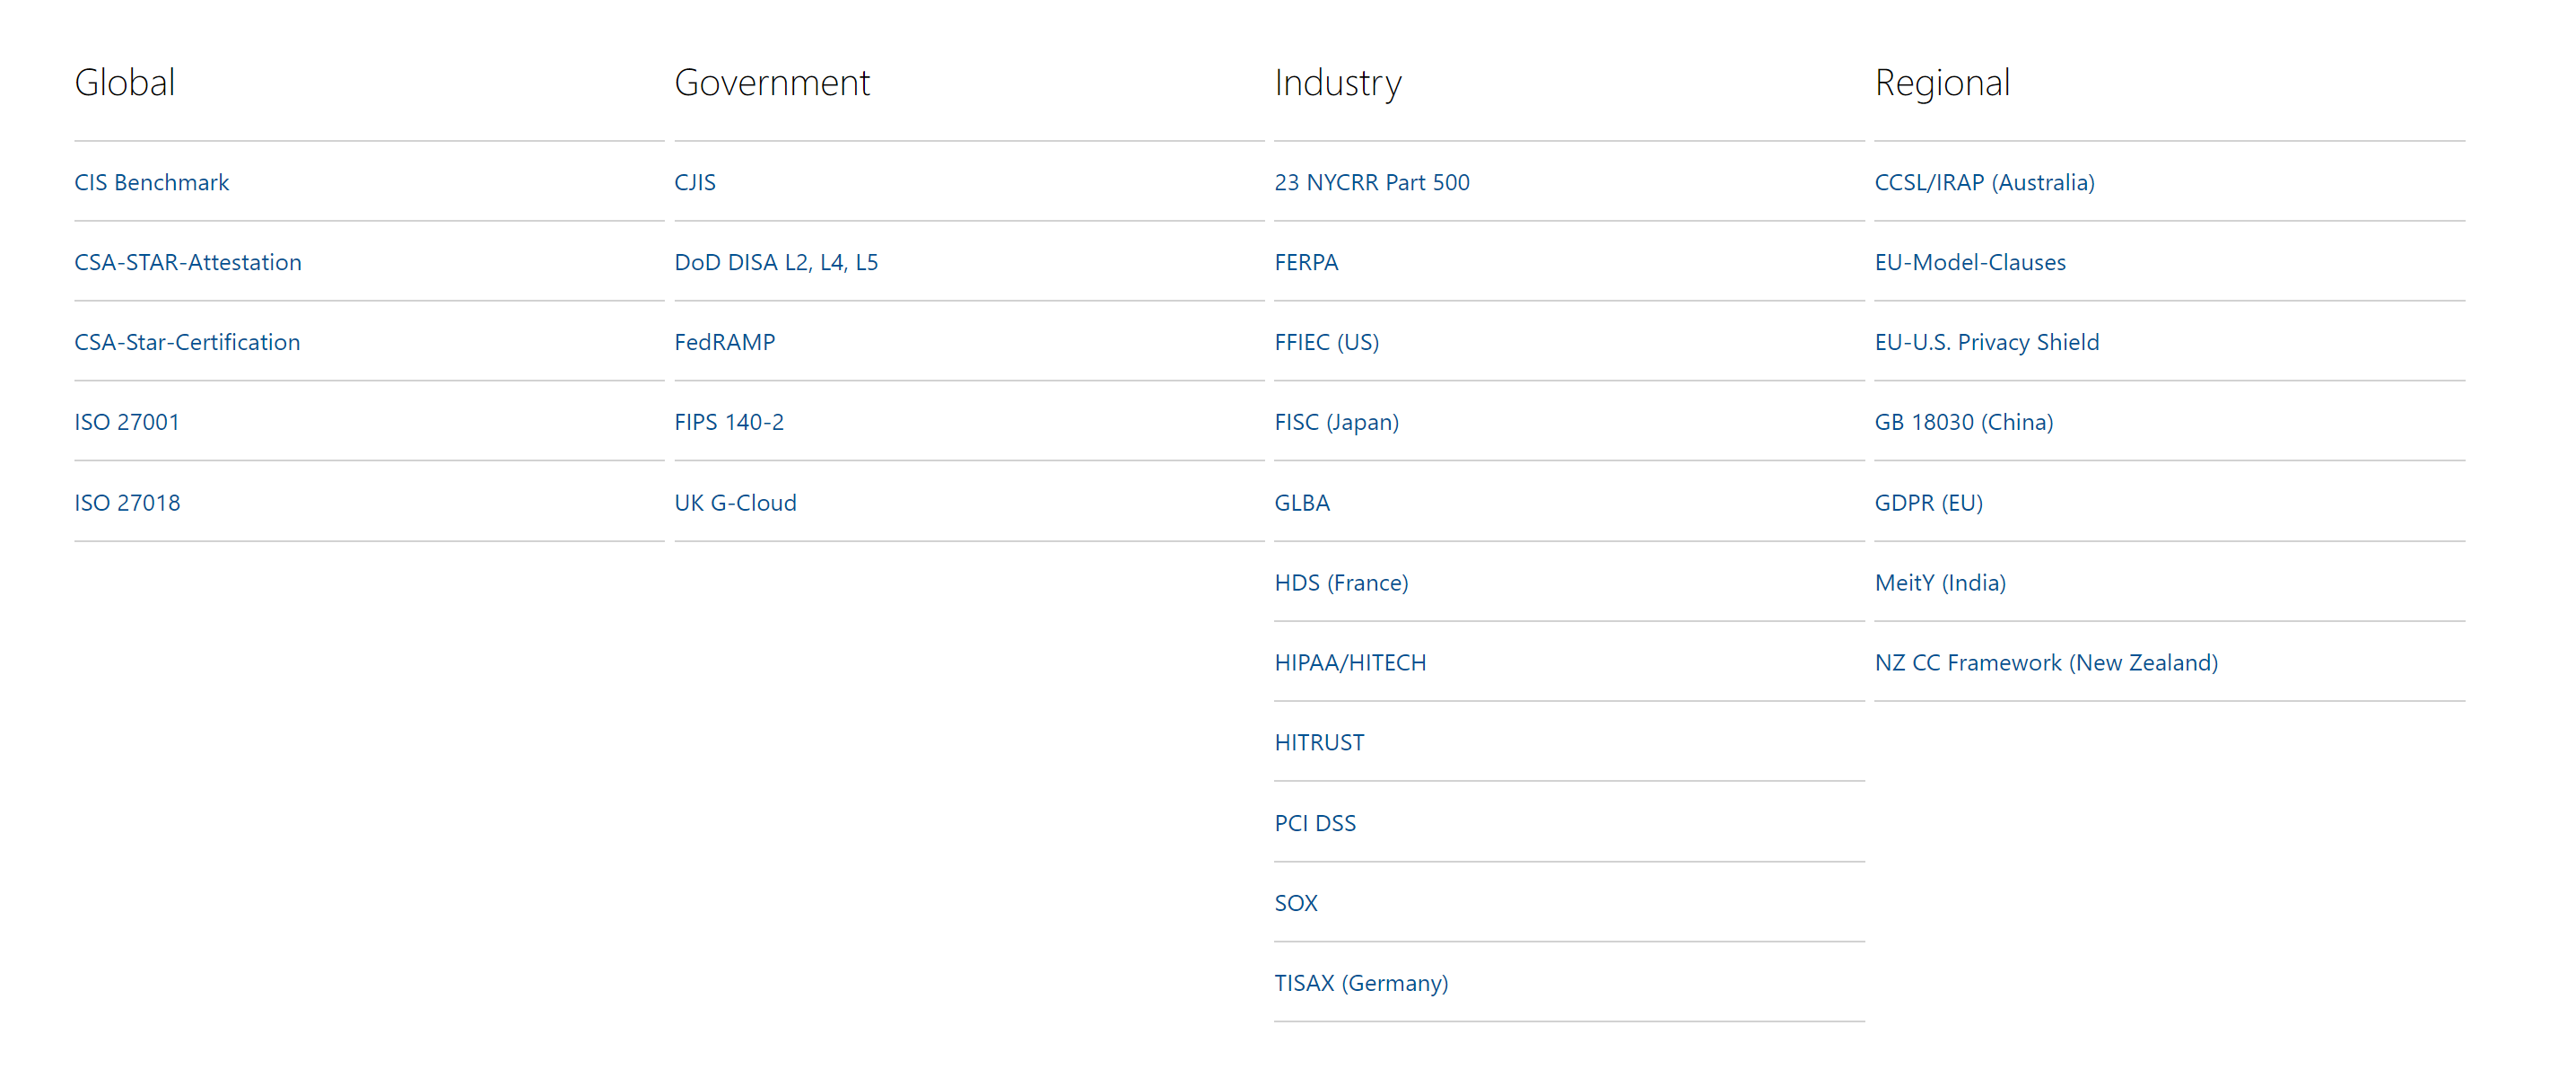 Global
CIS Benchmark
CSA-STAR-Attestation
CSA-Star-Certification
ISO 27001
ISO 27018
Government
CJIS
DoD DISA L2, L4, L5
FedRAMP
FIPS 140-2
UK G-Cloud
Industry
23 NYCRR Part 500
FERPA
FFIEC (US)
FISC (Japan)
GLBA
HDS (France)
HIPAA/HITECH
HITRUST
PCI DSS
SOX
TISAX (Germany)
Regional
CCSL/IRAP (Australia)
EU-Model-Clauses
EU-U.S. Privacy Shield
GB 18030 (China)
GDPR (EU)
MeitY (India)
NZ CC Framework (New Zealand)